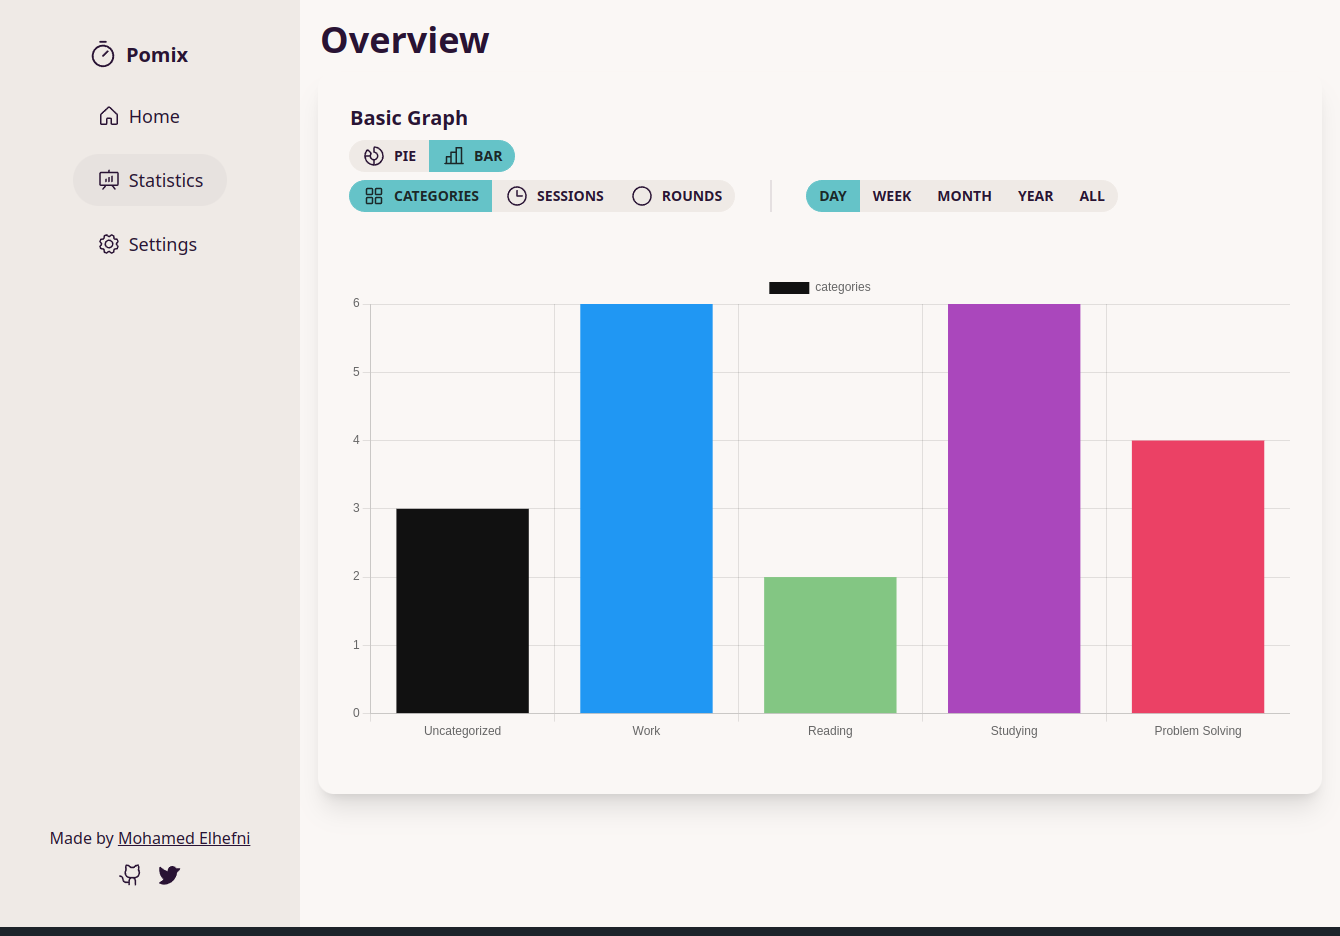 Pomix
Home
Statistics
Settings
Made by Mohamed Elhefni
Overview
Basic Graph
PIE BAR
CATEGORIES SESSIONS ROUNDS DAY WEEK MONTH YEAR ALL
categories
6
5
4
3
2
1
0
Uncategorized Work Reading Studying Problem Solving